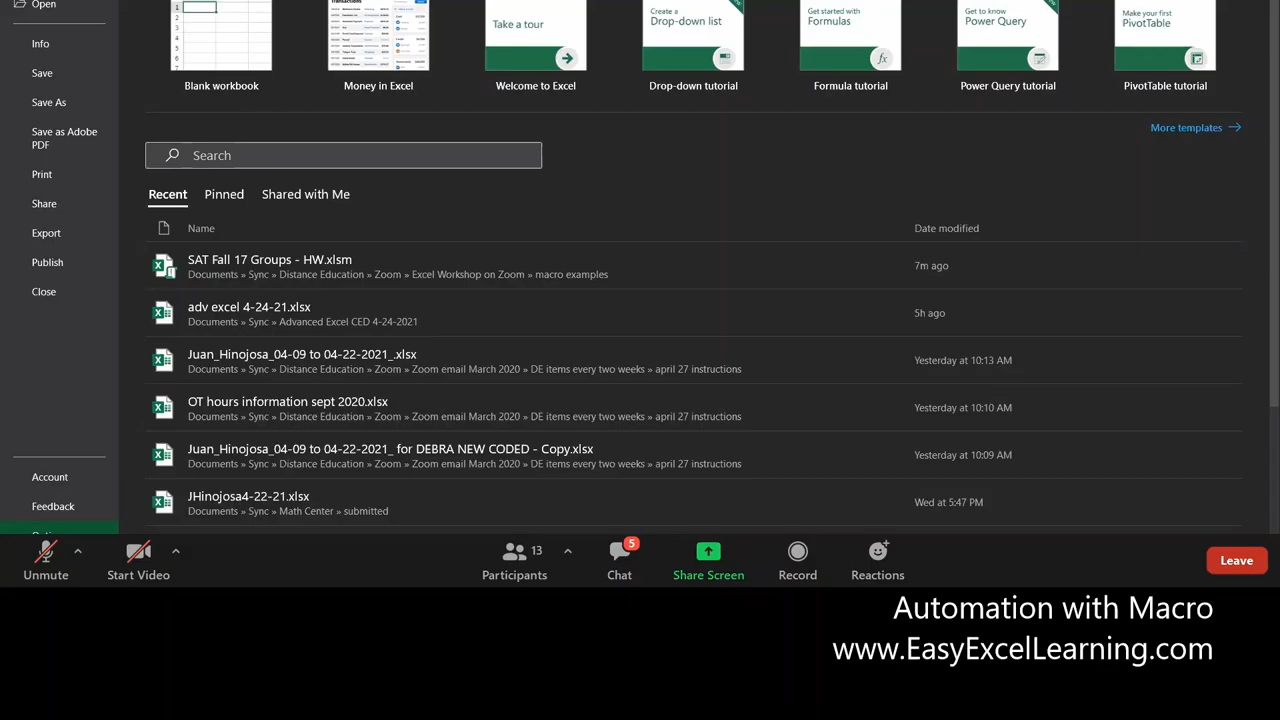 Open
Info
Save
Save As
Save as Adobe
PDF
Print
Share
Export
Publish
Close
Account
Feedback
Take a tour
Create a
Drop-down list
Get started with
Formula tutorial
Get to know
Power Query
Make your first
PivotTable
Blank workbook
Money in Excel
Welcome to Excel
Drop-down tutorial
Formula tutorial
Power Query tutorial
PivotTable tutorial
More templates
Search
Recent Pinned Shared with Me
Name Date modified
SAT Fall 17 Groups - HW.xlsm
Documents » Sync » Distance Education » Zoom » Excel Workshop on Zoom » macro examples
7m ago
adv excel 4-24-21.xlsx
Documents » Sync » Advanced Excel CED 4-24-2021
5h ago
Juan_Hinojosa_04-09 to 04-22-2021_.xlsx
Documents » Sync » Distance Education » Zoom » Zoom email March 2020 » DE items every two weeks » april 27 instructions
Yesterday at 10:13 AM
OT hours information sept 2020.xlsx
Documents » Sync » Distance Education » Zoom » Zoom email March 2020 » DE items every two weeks » april 27 instructions
Yesterday at 10:10 AM
Juan_Hinojosa_04-09 to 04-22-2021_ for DEBRA NEW CODED - Copy.xlsx
Documents » Sync » Distance Education » Zoom » Zoom email March 2020 » DE items every two weeks » april 27 instructions
Yesterday at 10:09 AM
JHinojosa4-22-21.xlsx
Documents » Sync » Math Center » submitted
Wed at 5:47 PM
13
5
Unmute
Start Video
Participants
Chat
Share Screen
Record
Reactions
Leave
Automation with Macro
www.EasyExcelLearning.com